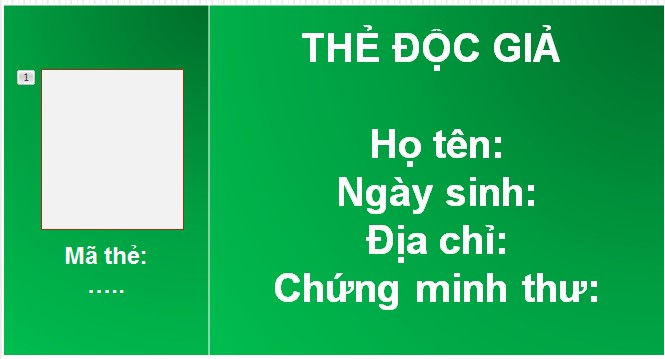 1
Mã thẻ:
.....
THẺ ĐỘC GIẢ
Họ tên:
Ngày sinh:
Địa chỉ:
Chứng minh thư: